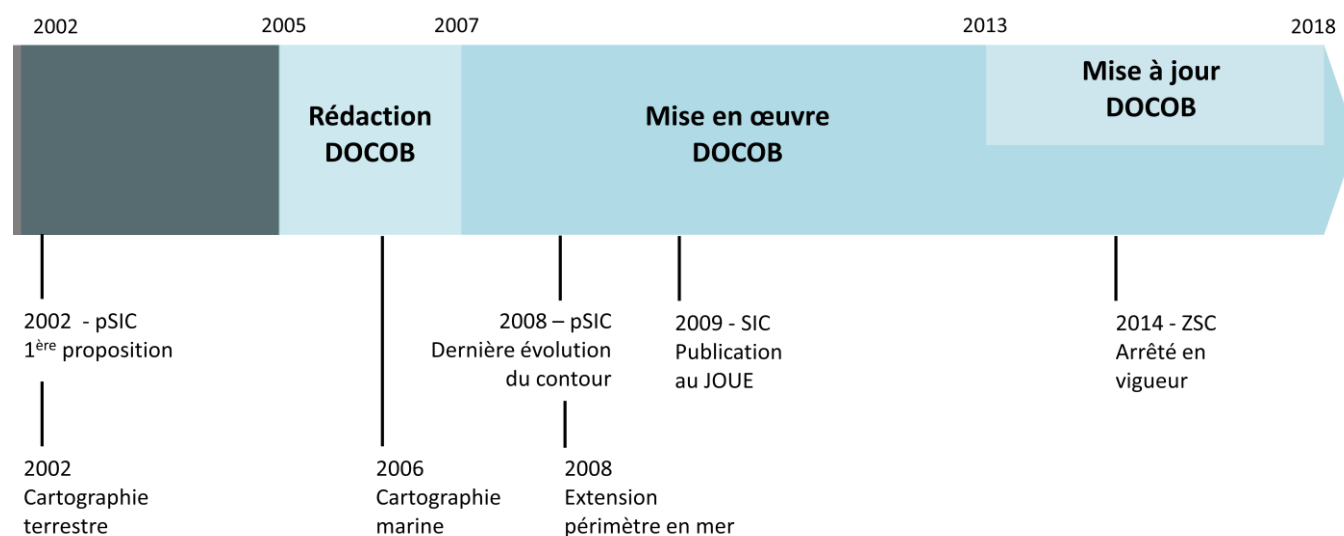 2002
2005
2007
2013
2018
Rédaction
DOCOB
Mise en œuvre
DOCOB
Mise à jour
DOCOB
2002 - pSIC
1ère proposition
2008 – pSIC
Dernière évolution
du contour
2009 - SIC
Publication
au JOUE
2014 - ZSC
Arrêté en
vigueur
2002
Cartographie
terrestre
2006
Cartographie
marine
2008
Extension
périmètre en mer